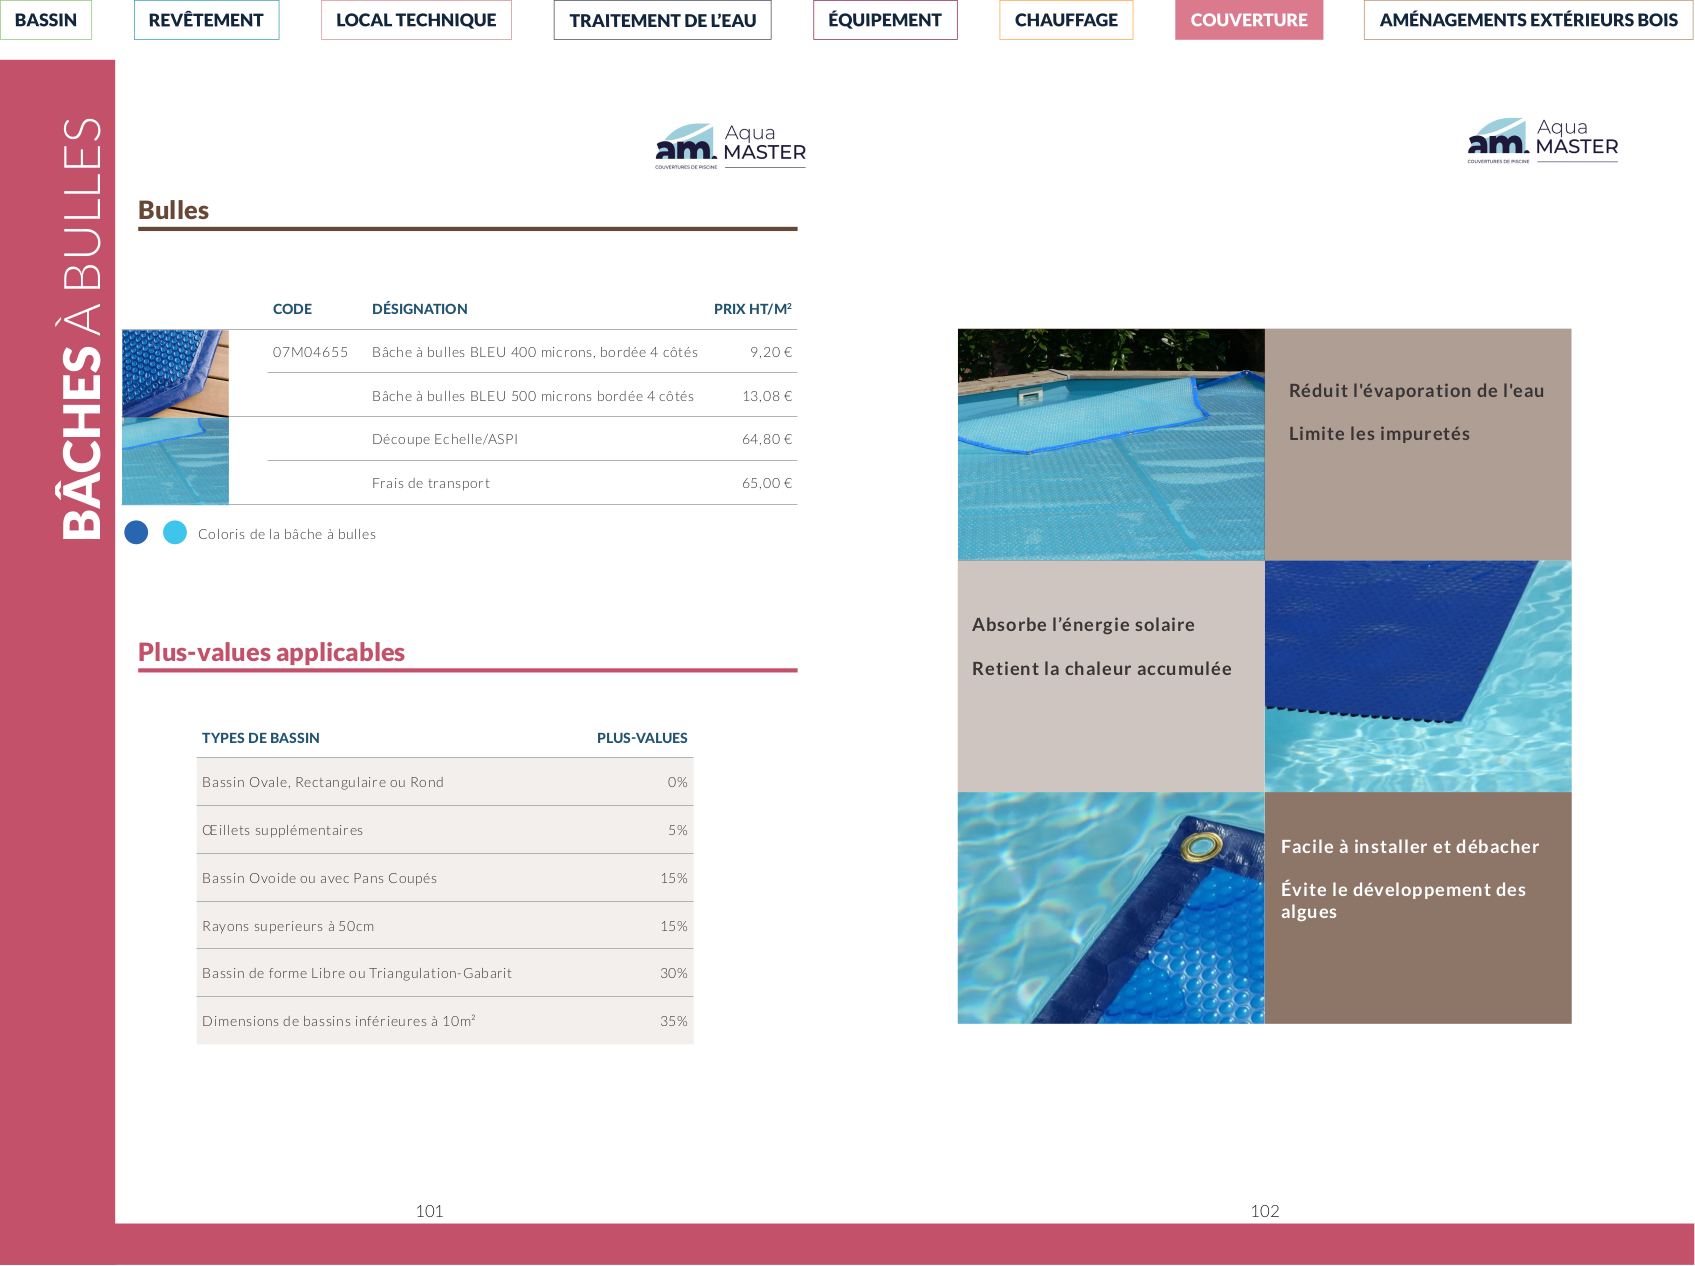 BASSIN
REVÊTEMENT
LOCAL TECHNIQUE
TRAITEMENT DE L’EAU
ÉQUIPEMENT
CHAUFFAGE
COUVERTURE
AMÉNAGEMENTS EXTÉRIEURS BOIS
BÂCHES À BULLES
am.
COUVERTURES DE PISCINE
Aqua
MASTER
Bulles
CODE DÉSIGNATION PRIX HT/M²
07M04655 Bâche à bulles BLEU 400 microns, bordée 4 côtés 9,20 €
Bâche à bulles BLEU 500 microns bordée 4 côtés 13,08 €
Découpe Echelle/ASPI 64,80 €
Frais de transport 65,00 €
Coloris de la bâche à bulles
Plus-values applicables
TYPES DE BASSIN PLUS-VALUES
Bassin Ovale, Rectangulaire ou Rond 0%
Œillets supplémentaires 5%
Bassin Ovoide ou avec Pans Coupés 15%
Rayons superieurs à 50cm 15%
Bassin de forme Libre ou Triangulation-Gabarit 30%
Dimensions de bassins inférieures à 10m² 35%
101
am.
COUVERTURES DE PISCINE
Aqua
MASTER
Réduit l'évaporation de l'eau
Limite les impuretés
Absorbe l’énergie solaire
Retient la chaleur accumulée
Facile à installer et débacher
Évite le développement des
algues
102